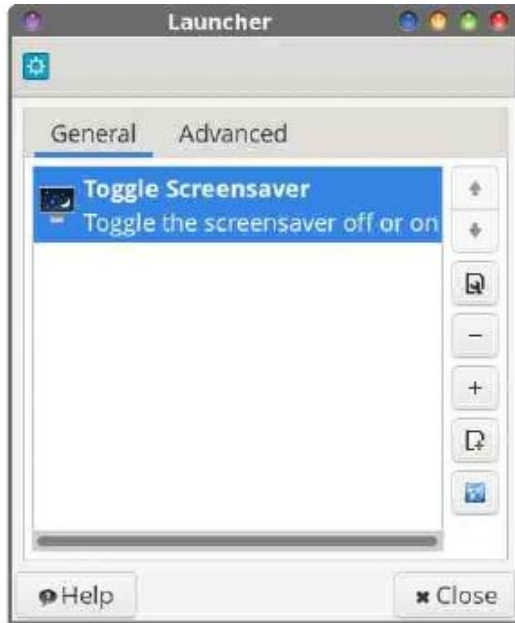 Launcher
General Advanced
Toggle Screensaver
Toggle the screensaver off or on
Help Close